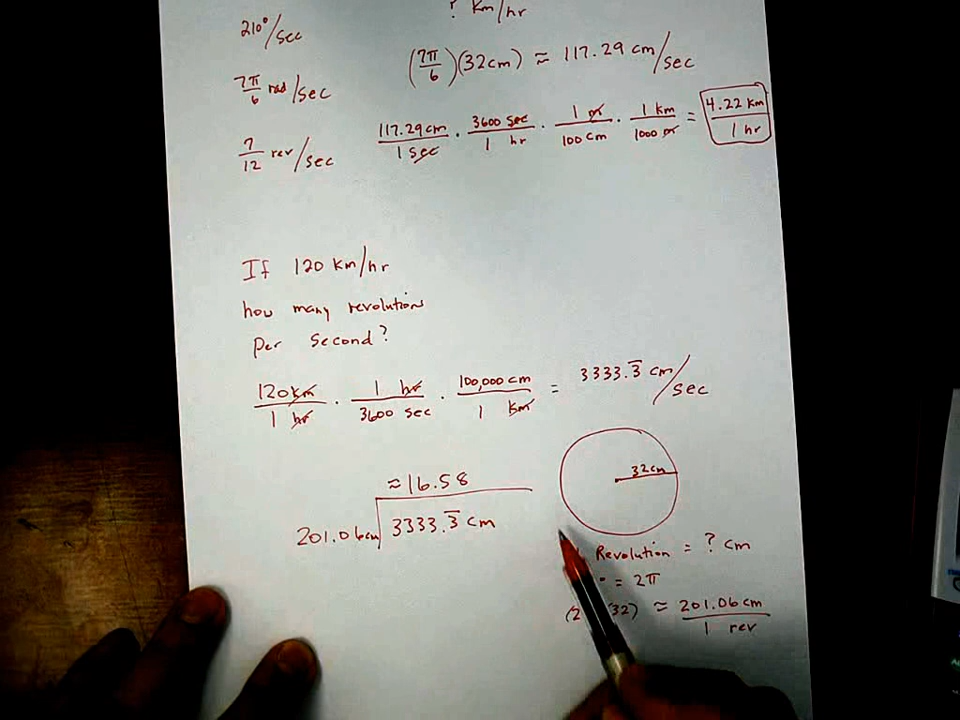 210°/sec
? Km/hr
(7π/6)(32cm) ≈ 117.29 cm/sec
7π/6 rad/sec
7/12 rev/sec
117.29cm/1 sec · 3600 sec/1 hr · 1 m/100 cm · 1 km/1000 m = 4.22 km/1 hr
If 120 km/hr
how many revolutions
per second?
120km/1 hr · 1 hr/3600 sec · 100,000 cm/1 km = 3333.3̅ cm/sec
32cm
≈16.58
201.06cm 3333.3̅ cm
Revolution = ? cm
= 2π
(2 32) ≈ 201.06 cm/1 rev